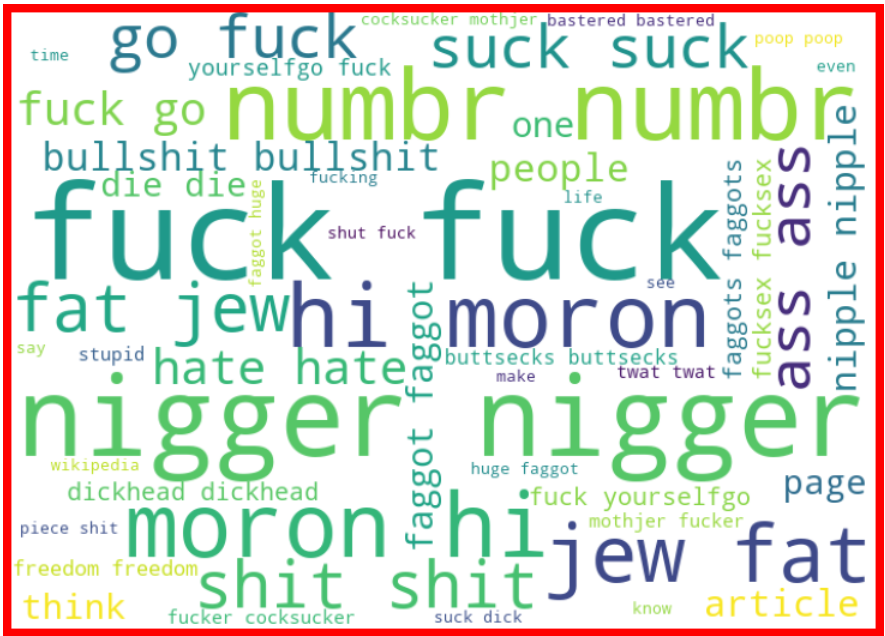 cocksucker mothjer
bastered bastered
go fuck
suck suck
poop poop
time
yourselfgo fuck
even
fuck go
numbr numbr
one
bullshit bullshit
people
die die
fucking
life
fuck fuck
faggot huge
shut fuck
faggots faggots
fucksex fucksex
ass ass
nipple nipple
fat jew
hi moron
see
say
stupid
hate hate
faggot faggot
buttsecks buttsecks
make
twat twat
nigger nigger
wikipedia
huge faggot
dickhead dickhead
fuck yourselfgo
page
piece shit
moron hi
mothjer fucker
jew fat
freedom freedom
shit shit
think
fucker cocksucker
suck dick
know
article